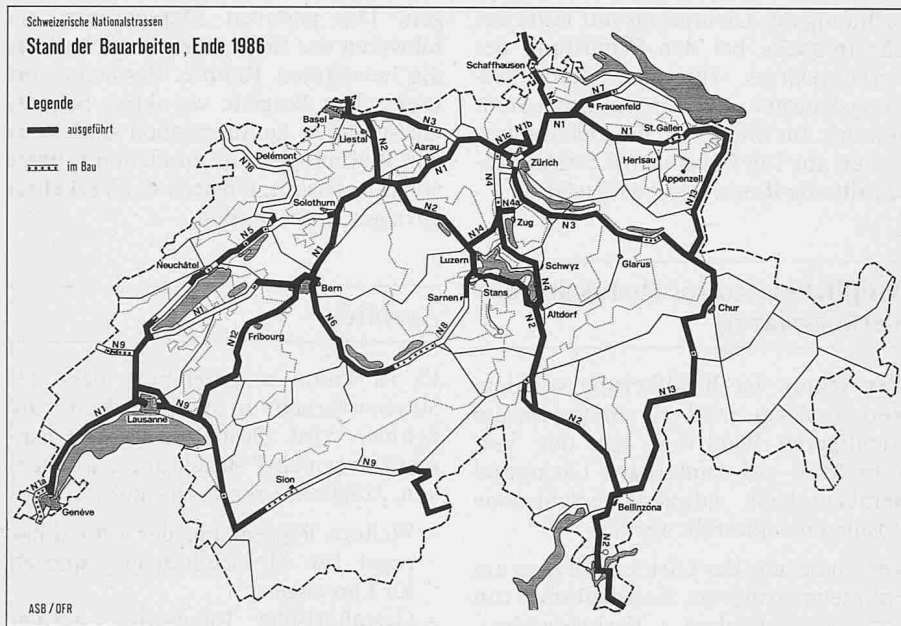 Schweizerische Nationalstrassen
Stand der Bauarbeiten, Ende 1986
Legende
ausgeführt
im Bau
Schaffhausen
N4
N7
Frauenfeld
Basel
Liestal
N3
N2
Aarau
N1
N1c
N1b
N1
N1
St.Gallen
Zürich
Herisau
Appenzell
N13
Delémont
N16
Solothurn
N4
N4a
Zug
N3
N5
N1
N2
N14
Neuchâtel
Luzern
Schwyz
Glarus
Bern
Sarnen
Stans
N4
N2
Altdorf
Chur
N1
N6
N8
N12
Fribourg
N9
N9
Lausanne
N1
N2
N13
N9
Sion
N1a
Genève
Bellinzona
N2
ASB / OFR